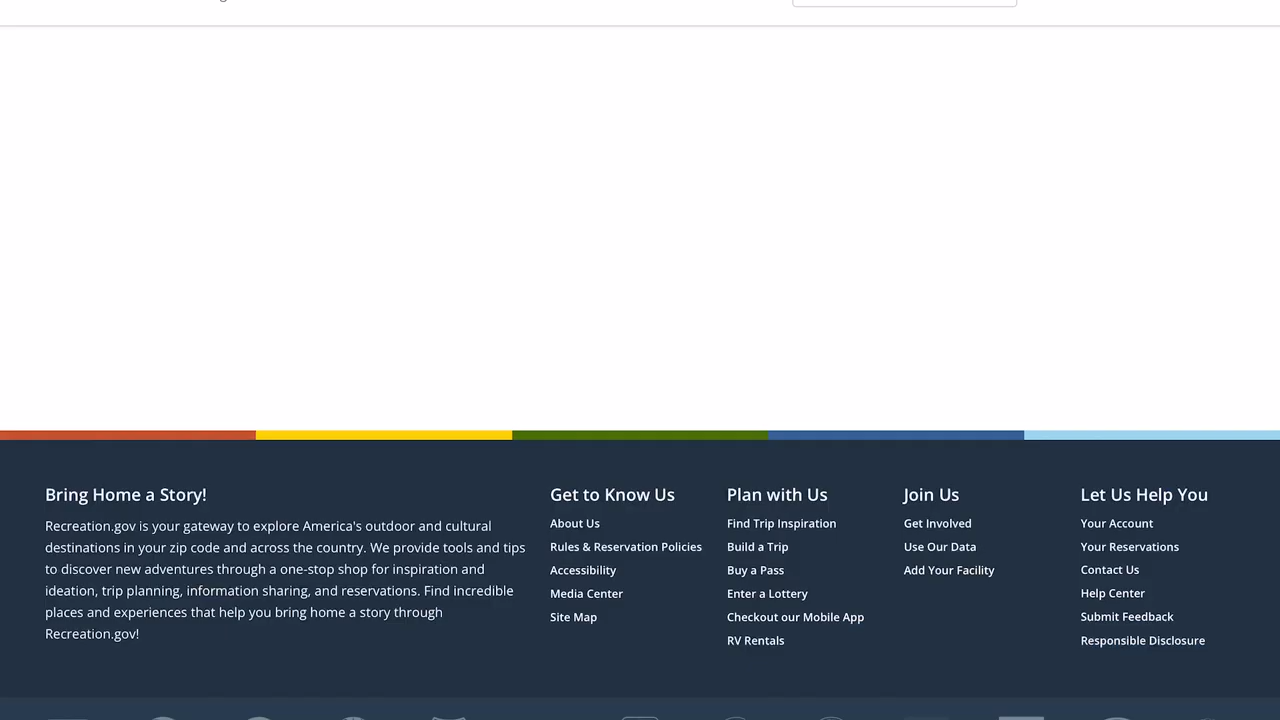 Bring Home a Story!
Recreation.gov is your gateway to explore America's outdoor and cultural
destinations in your zip code and across the country. We provide tools and tips
to discover new adventures through a one-stop shop for inspiration and
ideation, trip planning, information sharing, and reservations. Find incredible
places and experiences that help you bring home a story through
Recreation.gov!
Get to Know Us
About Us
Rules & Reservation Policies
Accessibility
Media Center
Site Map
Plan with Us
Find Trip Inspiration
Build a Trip
Buy a Pass
Enter a Lottery
Checkout our Mobile App
RV Rentals
Join Us
Get Involved
Use Our Data
Add Your Facility
Let Us Help You
Your Account
Your Reservations
Contact Us
Help Center
Submit Feedback
Responsible Disclosure